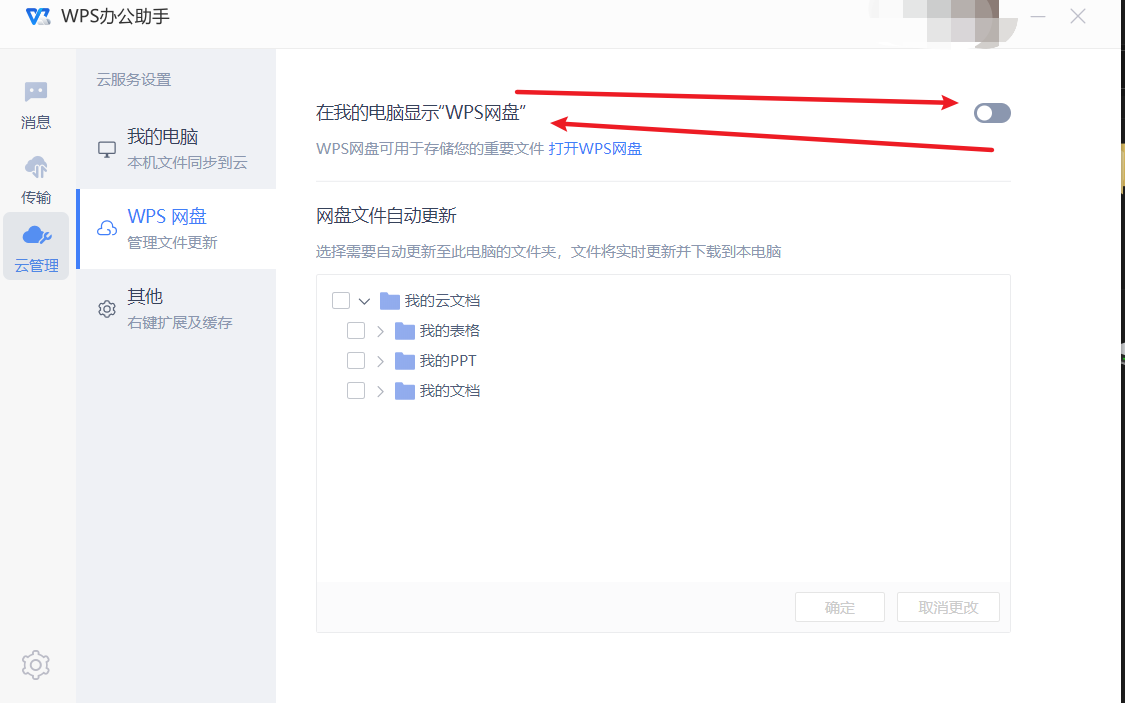 WPS办公助手
消息
传输
云管理
云服务设置
我的电脑
本机文件同步到云
WPS 网盘
管理文件更新
其他
右键扩展及缓存
在我的电脑显示“WPS网盘”
WPS网盘可用于存储您的重要文件 打开WPS网盘
网盘文件自动更新
选择需要自动更新至此电脑的文件夹，文件将实时更新并下载到本电脑
我的云文档
我的表格
我的PPT
我的文档
确定
取消更改